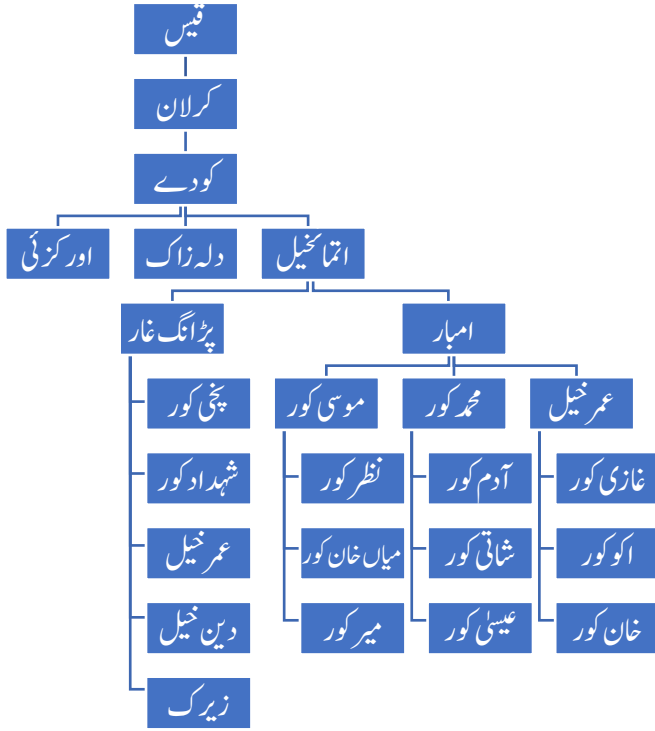 قیس
کرلان
کودے
اتمانخیل
دلہ زاک
اورکزئی
امبار
پڑانگ غار
عمر خیل
محمد کور
موسی کور
پخی کور
غازی کور
آدم کور
نظر کور
شہداد کور
اکو کور
شاتی کور
میاں خان کور
عمر خیل
خان کور
عیسیٰ کور
میر کور
دین خیل
زیرک